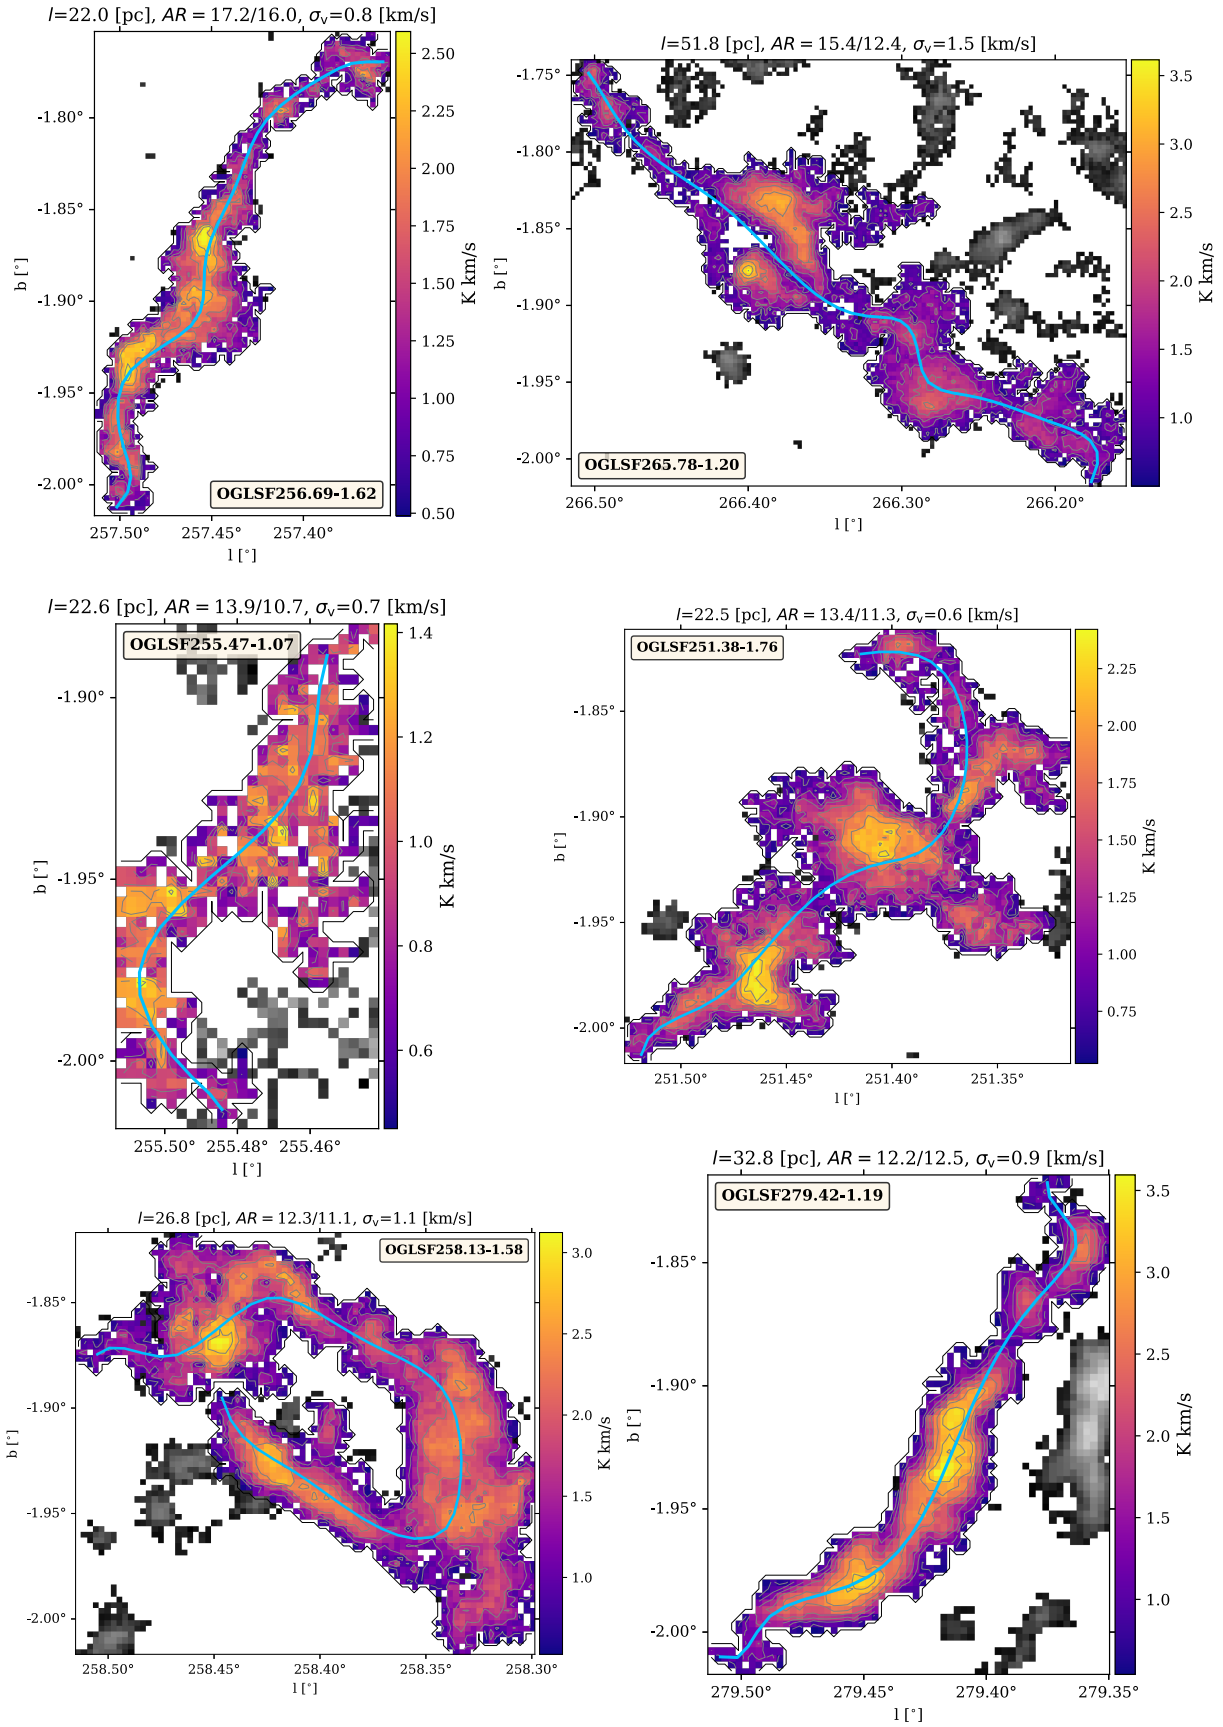 l=22.0 [pc], AR = 17.2/16.0, σv=0.8 [km/s]
-1.80°
-1.85°
-1.90°
-1.95°
-2.00°
b [°]
257.50°
257.45°
257.40°
l [°]
OGLSF256.69-1.62
2.50
2.25
2.00
1.75
1.50
1.25
1.00
0.75
0.50
K km/s
l=51.8 [pc], AR = 15.4/12.4, σv=1.5 [km/s]
-1.75°
-1.80°
-1.85°
-1.90°
-1.95°
-2.00°
b [°]
266.50°
266.40°
266.30°
266.20°
l [°]
OGLSF265.78-1.20
3.5
3.0
2.5
2.0
1.5
1.0
K km/s
l=22.6 [pc], AR = 13.9/10.7, σv=0.7 [km/s]
OGLSF255.47-1.07
-1.90°
-1.95°
-2.00°
b [°]
255.50°
255.48°
255.46°
l [°]
1.4
1.2
1.0
0.8
0.6
K km/s
l=22.5 [pc], AR = 13.4/11.3, σv=0.6 [km/s]
OGLSF251.38-1.76
-1.85°
-1.90°
-1.95°
-2.00°
b [°]
251.50°
251.45°
251.40°
251.35°
l [°]
2.25
2.00
1.75
1.50
1.25
1.00
0.75
K km/s
l=26.8 [pc], AR = 12.3/11.1, σv=1.1 [km/s]
OGLSF258.13-1.58
-1.85°
-1.90°
-1.95°
-2.00°
b [°]
258.50°
258.45°
258.40°
258.35°
258.30°
l [°]
3.0
2.5
2.0
1.5
1.0
K km/s
l=32.8 [pc], AR = 12.2/12.5, σv=0.9 [km/s]
OGLSF279.42-1.19
-1.85°
-1.90°
-1.95°
-2.00°
b [°]
279.50°
279.45°
279.40°
279.35°
l [°]
3.5
3.0
2.5
2.0
1.5
1.0
K km/s